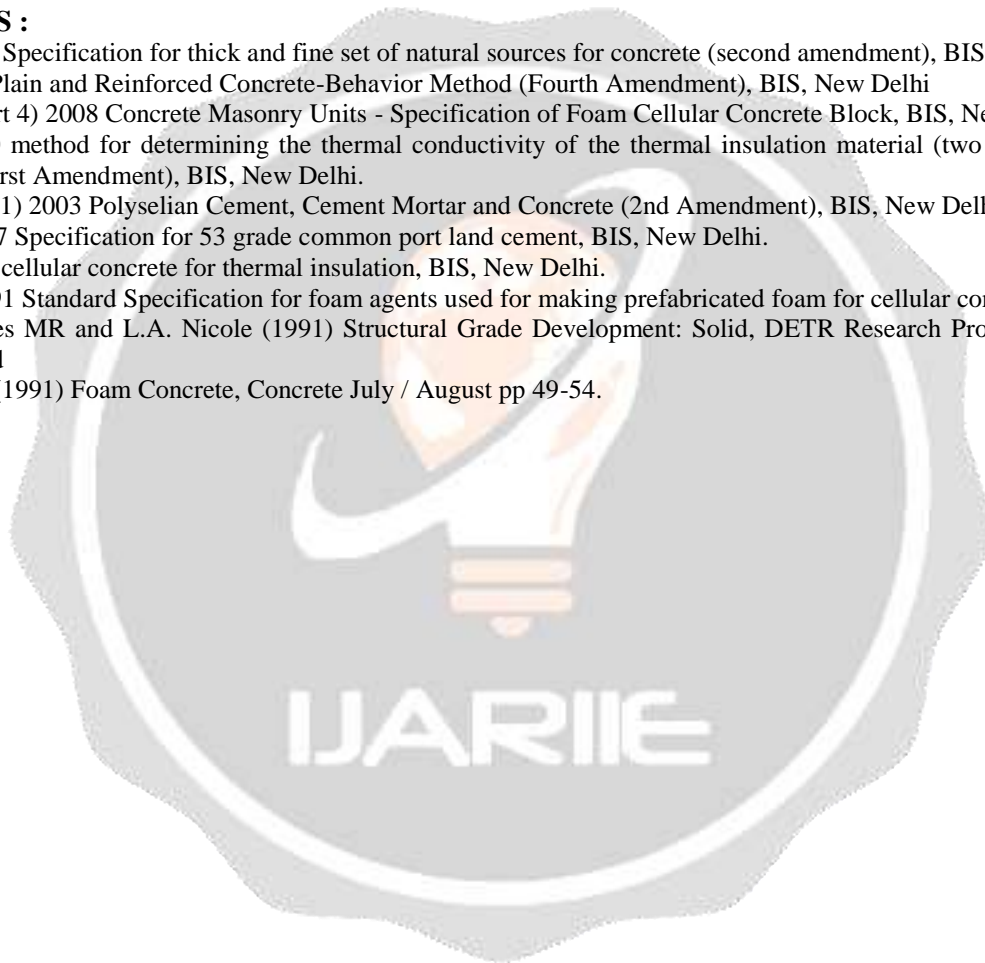 S :
Specification for thick and fine set of natural sources for concrete (second amendment), BIS
Plain and Reinforced Concrete-Behavior Method (Fourth Amendment), BIS, New Delhi
t 4) 2008 Concrete Masonry Units - Specification of Foam Cellular Concrete Block, BIS, Ne
method for determining the thermal conductivity of the thermal insulation material (two
rst Amendment), BIS, New Delhi.
1) 2003 Polyselian Cement, Cement Mortar and Concrete (2nd Amendment), BIS, New Delh
7 Specification for 53 grade common port land cement, BIS, New Delhi.
cellular concrete for thermal insulation, BIS, New Delhi.
91 Standard Specification for foam agents used for making prefabricated foam for cellular con
es MR and L.A. Nicole (1991) Structural Grade Development: Solid, DETR Research Pro
d
(1991) Foam Concrete, Concrete July / August pp 49-54.
IJARIIE